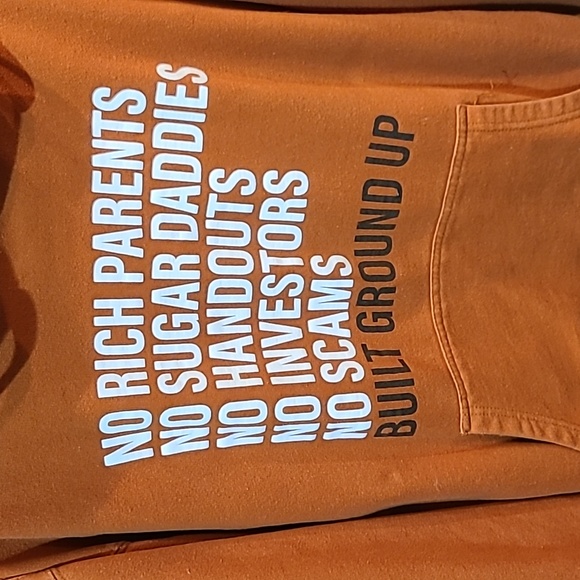 NO RICH PARENTS
NO SUGAR DADDIES
NO HANDOUTS
NO INVESTORS
NO SCAMS
BUILT GROUND UP